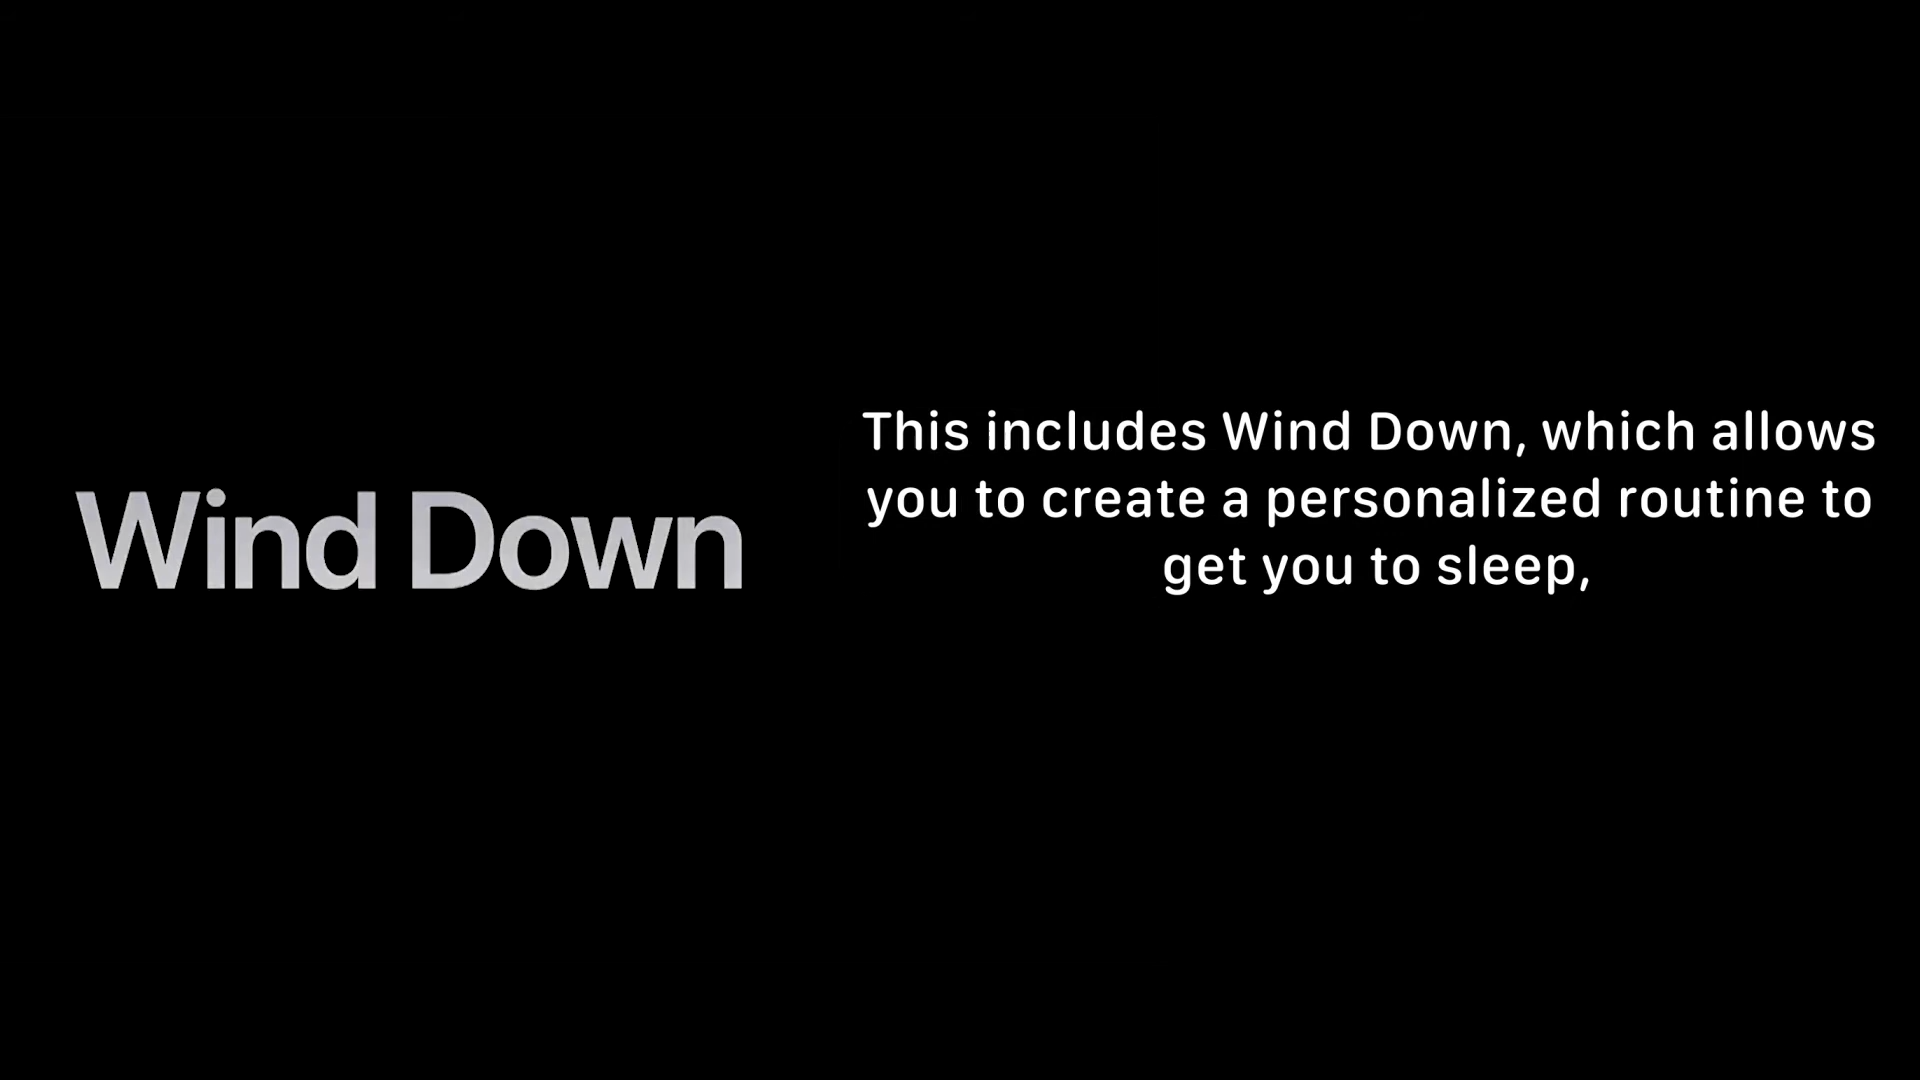 Wind Down
This includes Wind Down, which allows
you to create a personalized routine to
get you to sleep,